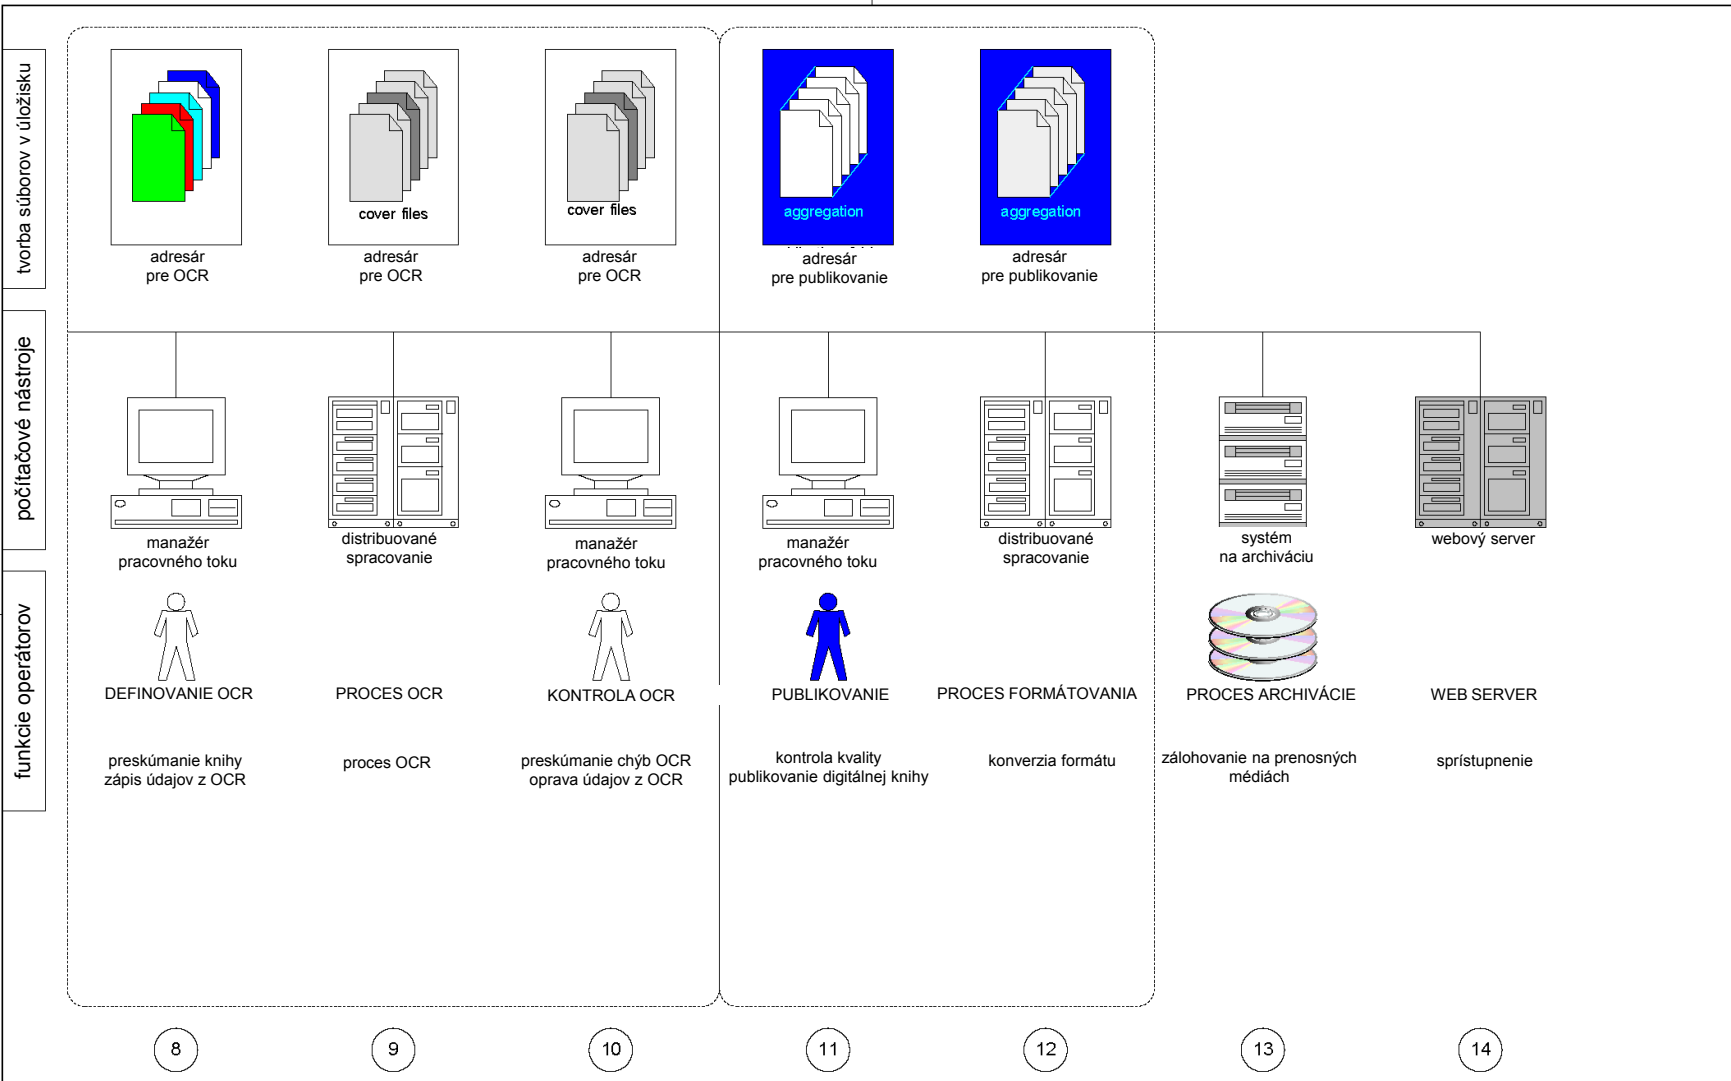 tvorba súborov v úložisku
cover files
cover files
aggregation
aggregation
adresár
pre OCR
adresár
pre OCR
adresár
pre OCR
adresár
pre publikovanie
adresár
pre publikovanie
počítačové nástroje
manažér
pracovného toku
distribuované
spracovanie
manažér
pracovného toku
manažér
pracovného toku
distribuované
spracovanie
systém
na archiváciu
webový server
funkcie operátorov
DEFINOVANIE OCR
PROCES OCR
KONTROLA OCR
PUBLIKOVANIE
PROCES FORMÁTOVANIA
PROCES ARCHIVÁCIE
WEB SERVER
preskúmanie knihy
zápis údajov z OCR
proces OCR
preskúmanie chýb OCR
oprava údajov z OCR
kontrola kvality
publikovanie digitálnej knihy
konverzia formátu
zálohovanie na prenosných
médiách
sprístupnenie
8
9
10
11
12
13
14